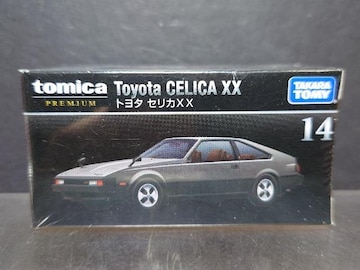 tomica
PREMIUM
Toyota CELICA XX
トヨタ セリカXX
TAKARA
TOMY
14